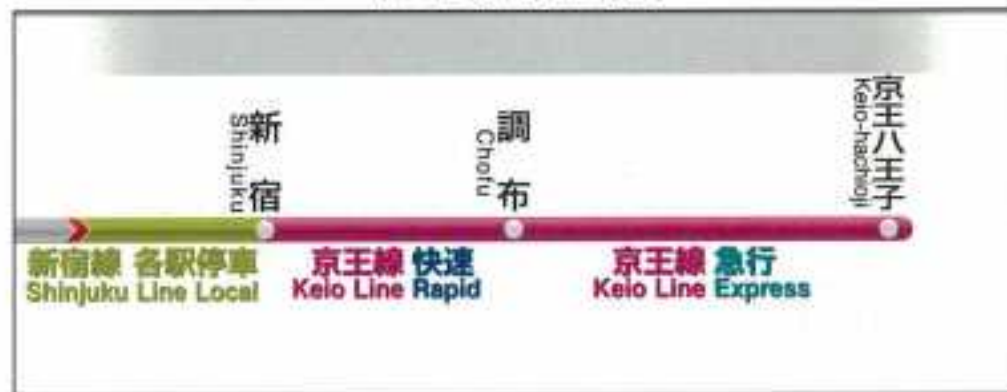 新宿
Shinjuku
調布
Chofu
京王八王子
Keio-hachioji
新宿線 各駅停車
Shinjuku Line Local
京王線 快速
Keio Line Rapid
京王線 急行
Keio Line Express